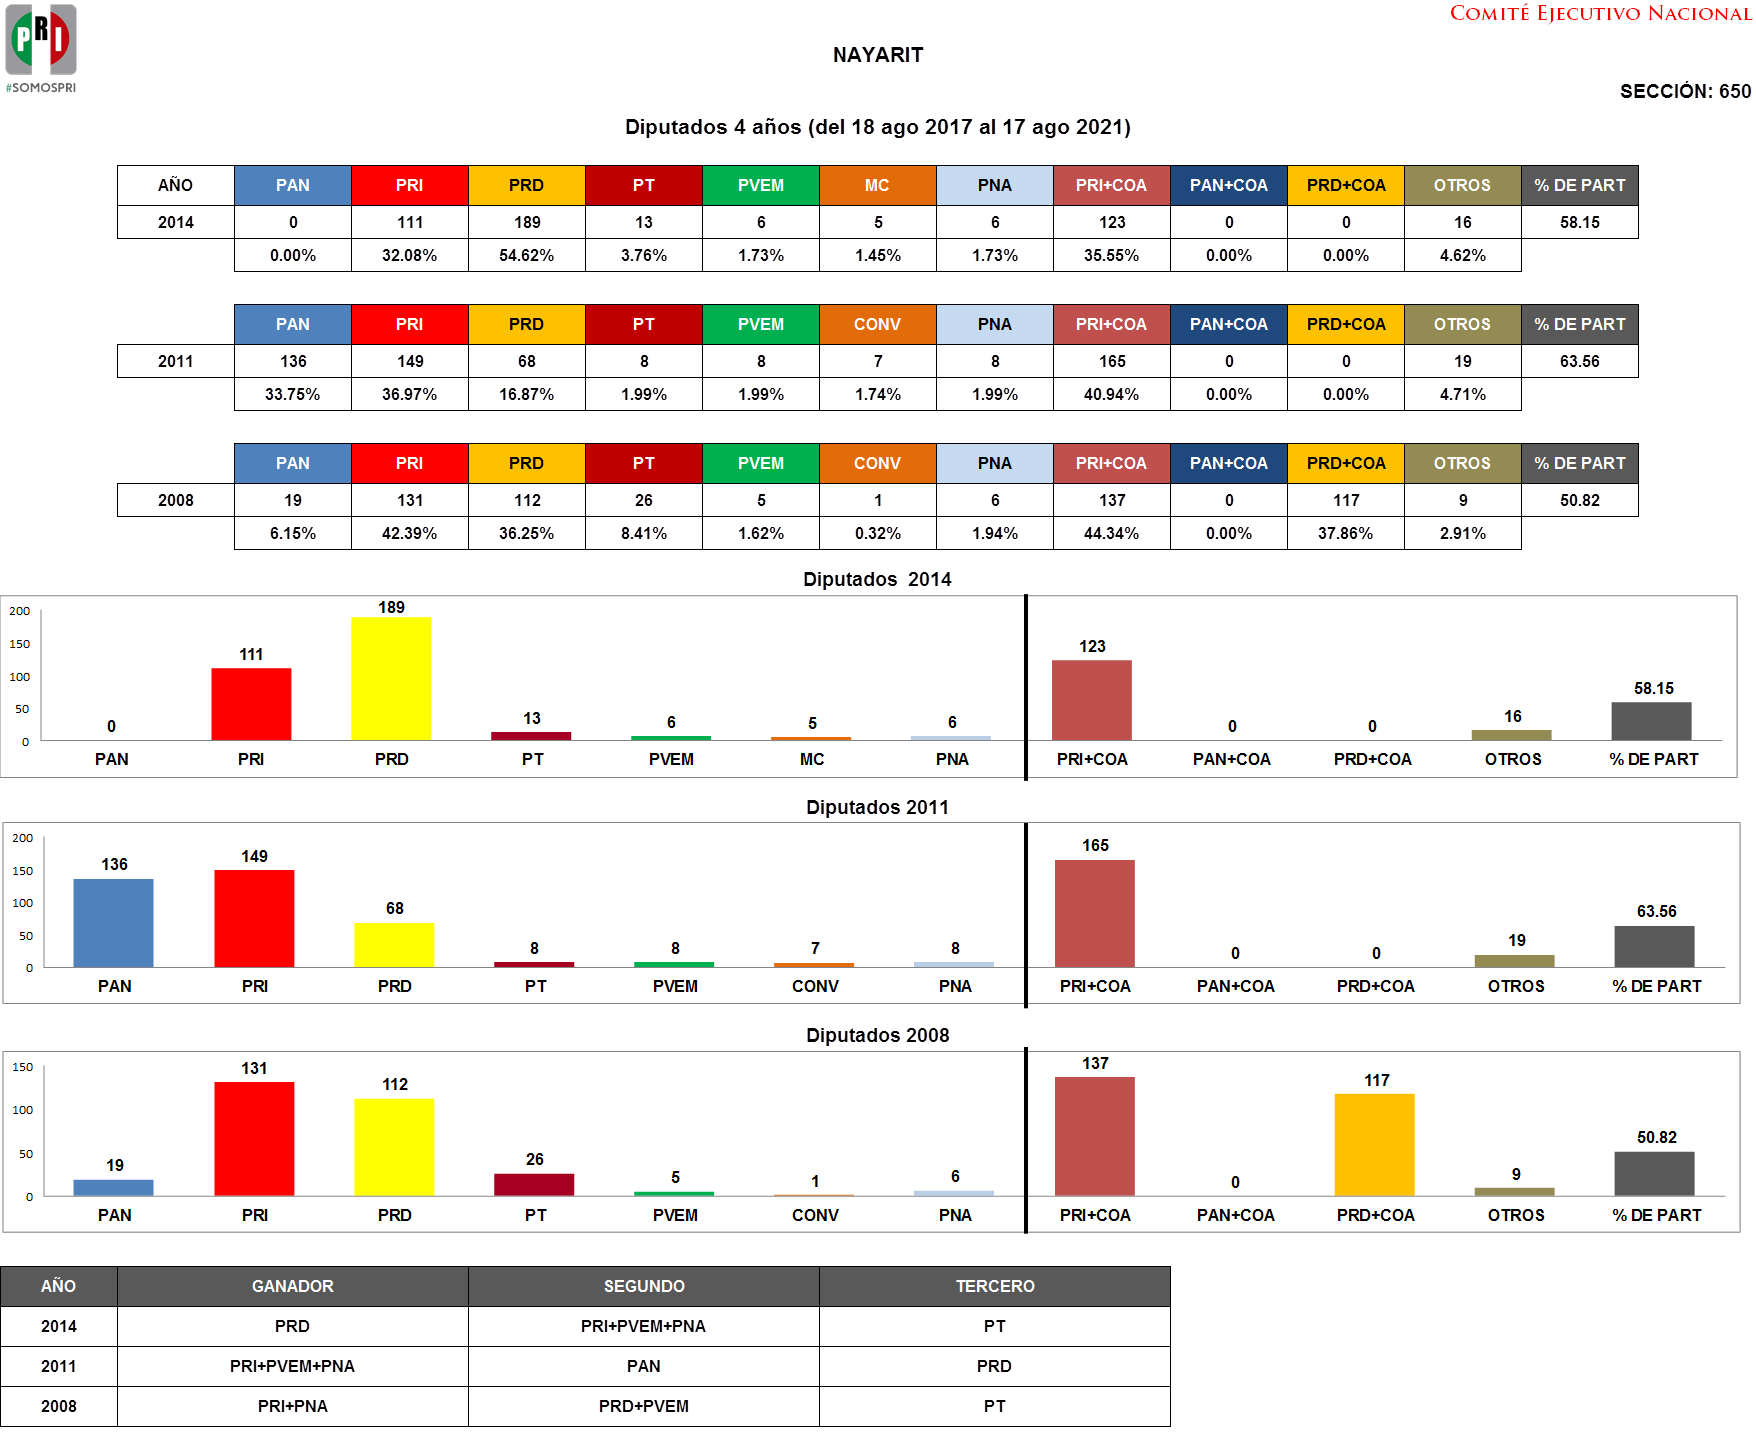 PRI
#SOMOSPRI
COMITÉ EJECUTIVO NACIONAL
NAYARIT
SECCIÓN: 650
Diputados 4 años (del 18 ago 2017 al 17 ago 2021)
AÑO PAN PRI PRD PT PVEM MC PNA PRI+COA PAN+COA PRD+COA OTROS % DE PART
2014 0 111 189 13 6 5 6 123 0 0 16 58.15
0.00% 32.08% 54.62% 3.76% 1.73% 1.45% 1.73% 35.55% 0.00% 0.00% 4.62%
PAN PRI PRD PT PVEM CONV PNA PRI+COA PAN+COA PRD+COA OTROS % DE PART
2011 136 149 68 8 8 7 8 165 0 0 19 63.56
33.75% 36.97% 16.87% 1.99% 1.99% 1.74% 1.99% 40.94% 0.00% 0.00% 4.71%
PAN PRI PRD PT PVEM CONV PNA PRI+COA PAN+COA PRD+COA OTROS % DE PART
2008 19 131 112 26 5 1 6 137 0 117 9 50.82
6.15% 42.39% 36.25% 8.41% 1.62% 0.32% 1.94% 44.34% 0.00% 37.86% 2.91%
Diputados 2014
200
150
100
50
0
0 111 189 13 6 5 6 123 0 0 16 58.15
PAN PRI PRD PT PVEM MC PNA PRI+COA PAN+COA PRD+COA OTROS % DE PART
Diputados 2011
200
150
100
50
0
136 149 68 8 8 7 8 165 0 0 19 63.56
PAN PRI PRD PT PVEM CONV PNA PRI+COA PAN+COA PRD+COA OTROS % DE PART
Diputados 2008
150
100
50
0
19 131 112 26 5 1 6 137 0 117 9 50.82
PAN PRI PRD PT PVEM CONV PNA PRI+COA PAN+COA PRD+COA OTROS % DE PART
AÑO GANADOR SEGUNDO TERCERO
2014 PRD PRI+PVEM+PNA PT
2011 PRI+PVEM+PNA PAN PRD
2008 PRI+PNA PRD+PVEM PT